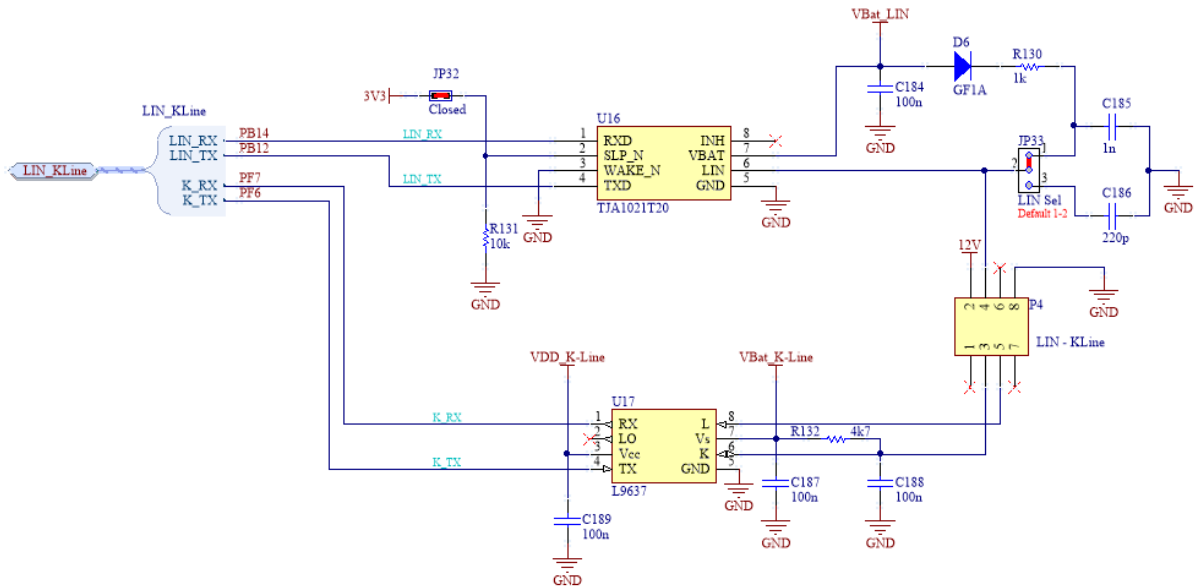 VBat_LIN
D6
GF1A
R130
1k
C184
100n
GND
C185
1n
JP33
1
2
3
LIN Sel
Default 1-2
C186
220p
GND
JP32
3V3
Closed
LIN_KLine
LIN_KLine
LIN_RX
PB14
LIN_TX
PB12
K_RX
PF7
K_TX
PF6
LIN_RX
LIN_TX
U16
1 RXD INH 8
2 SLP_N VBAT 7
3 WAKE_N LIN 6
4 TXD GND 5
TJA1021T20
GND
GND
R131
10k
GND
12V
2 4 6 8
P4
1 3 5 7
LIN - KLine
GND
VDD_K-Line
VBat_K-Line
K_RX
K_TX
U17
1 RX L 8
2 LO Vs 7
3 Vcc K 6
4 TX GND 5
L9637
GND
R132
4k7
C187
100n
GND
C188
100n
GND
C189
100n
GND